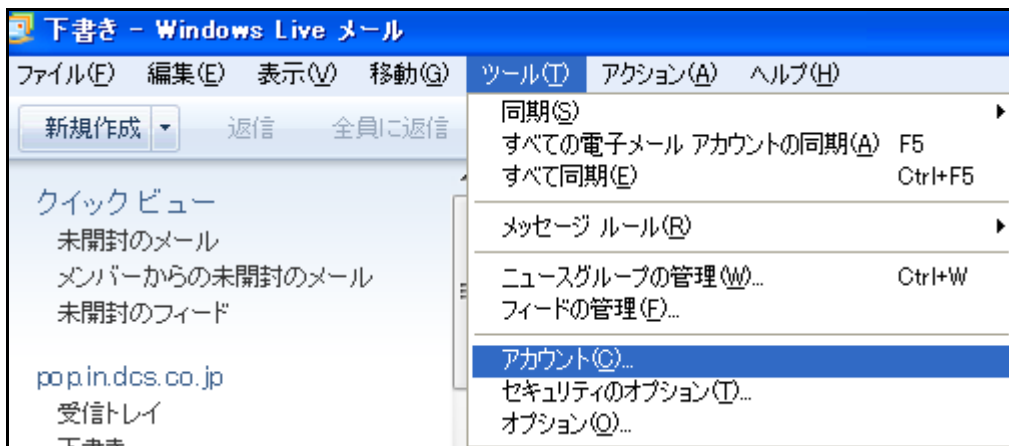 下書き - Windows Live メール
ファイル(F) 編集(E) 表示(V) 移動(G) ツール(T) アクション(A) ヘルプ(H)
新規作成 返信 全員に返信
同期(S)
すべての電子メール アカウントの同期(A) F5
すべて同期(E) Ctrl+F5
メッセージ ルール(R)
ニュースグループの管理(W)... Ctrl+W
フィードの管理(F)...
アカウント(C)...
セキュリティのオプション(T)...
オプション(O)...
クイック ビュー
未開封のメール
メンバーからの未開封のメール
未開封のフィード
pop.in.dcs.co.jp
受信トレイ
下書き